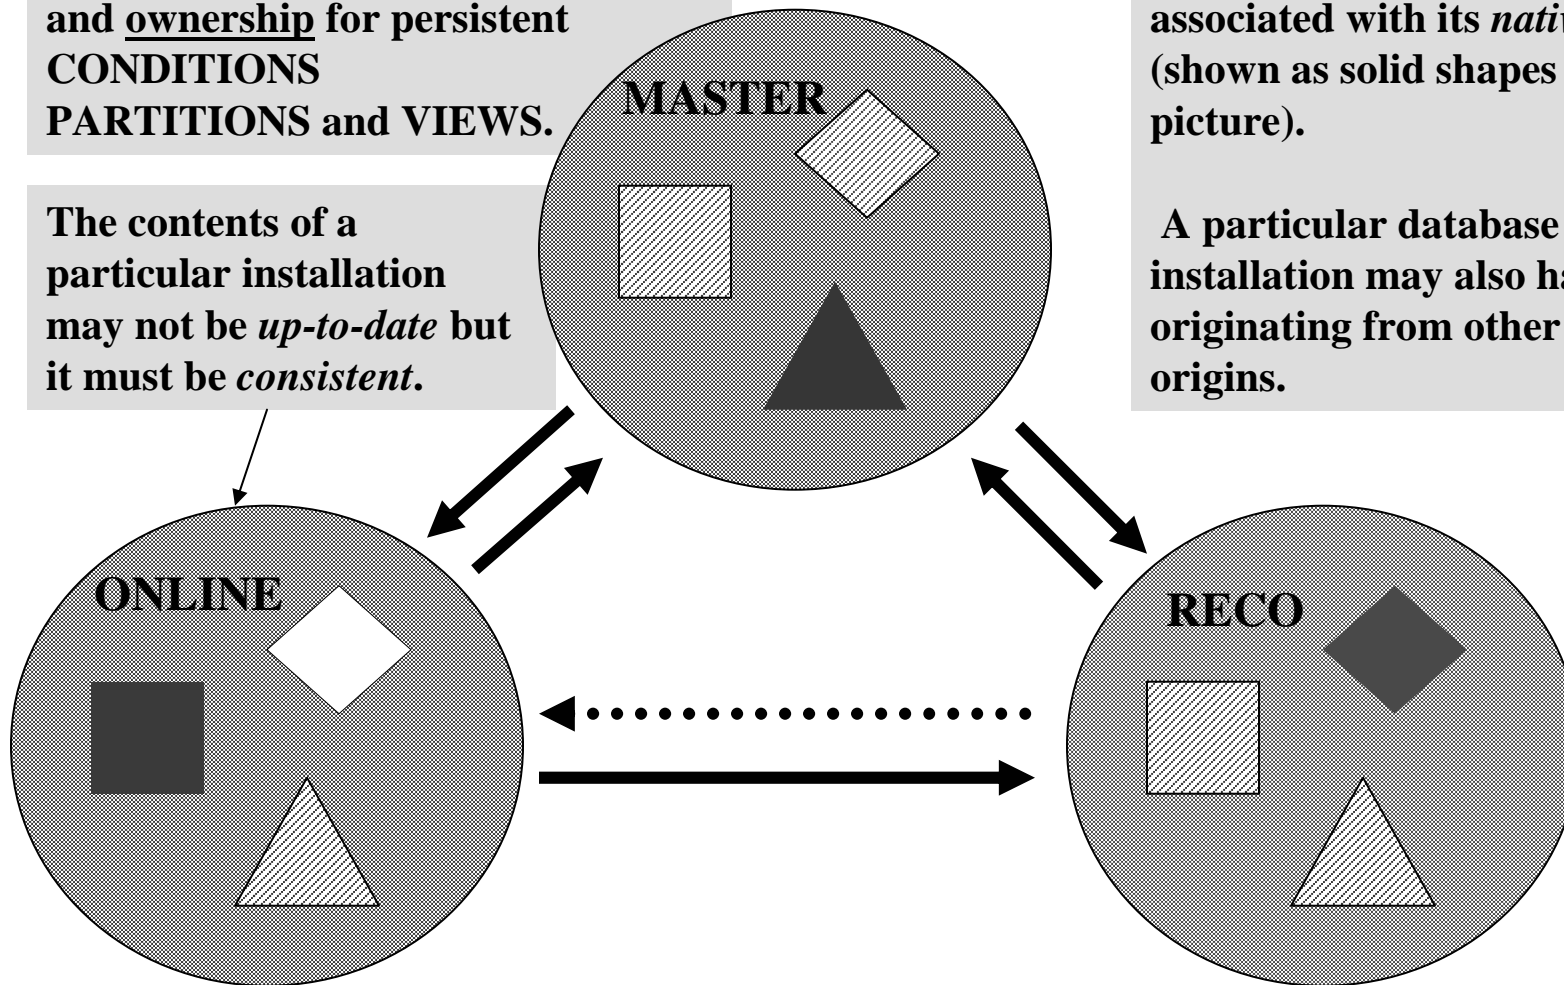 and ownership for persistent
CONDITIONS
PARTITIONS and VIEWS.
The contents of a
particular installation
may not be up-to-date but
it must be consistent.
MASTER
associated with its
(shown as solid shapes
picture).
A particular database
installation may also
originating from other
origins.
ONLINE
RECO